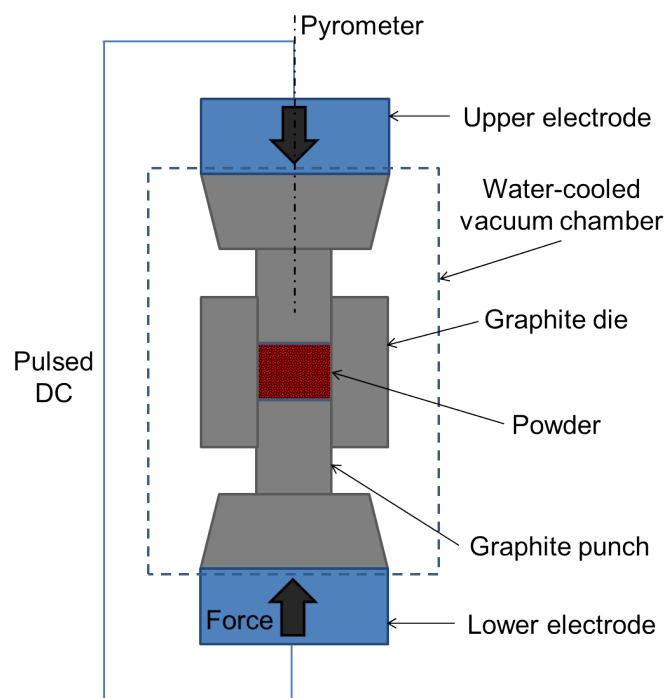 Pyrometer
Upper electrode
Water-cooled
vacuum chamber
Graphite die
Pulsed
DC
Powder
Graphite punch
Force
Lower electrode